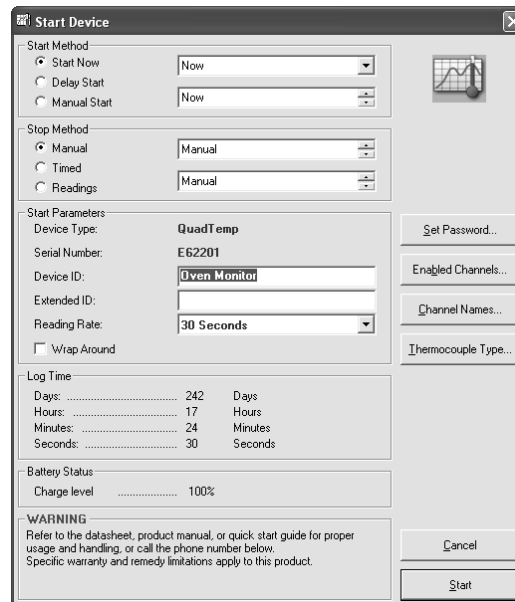 Start Device
Start Method
Start Now
Now
Delay Start
Manual Start
Now
Stop Method
Manual
Manual
Timed
Readings
Manual
Start Parameters
Device Type: QuadTemp
Serial Number: E62201
Device ID: Oven Monitor
Extended ID:
Reading Rate: 30 Seconds
Wrap Around
Set Password...
Enabled Channels...
Channel Names...
Thermocouple Type...
Log Time
Days: ................................ 242 Days
Hours: ................................ 17 Hours
Minutes: ............................ 24 Minutes
Seconds: ........................... 30 Seconds
Battery Status
Charge level ................. 100%
WARNING
Refer to the datasheet, product manual, or quick start guide for proper
usage and handling, or call the phone number below.
Specific warranty and remedy limitations apply to this product.
Cancel
Start